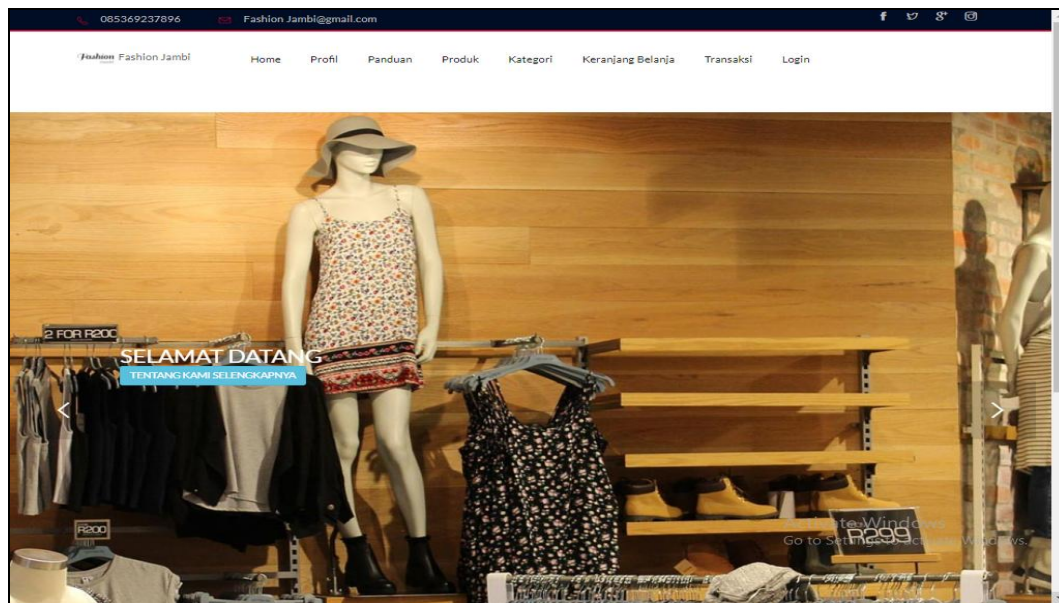 085369237896 Fashion Jambi@gmail.com
Fashion Fashion Jambi
Home Profil Panduan Produk Kategori Keranjang Belanja Transaksi Login
2 FOR R200
SELAMAT DATANG
TENTANG KAMI SELENGKAPNYA
R200
R299
Activate Windows
Go to Settings to activate Windows.